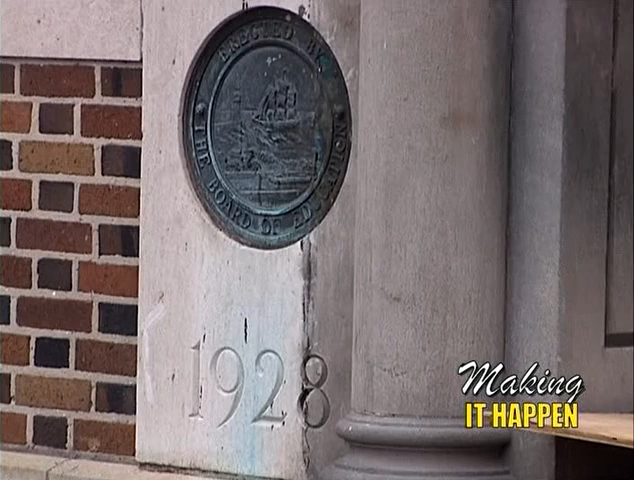 ERECTED BY
THE BOARD OF EDUCATION
1928
Making
IT HAPPEN